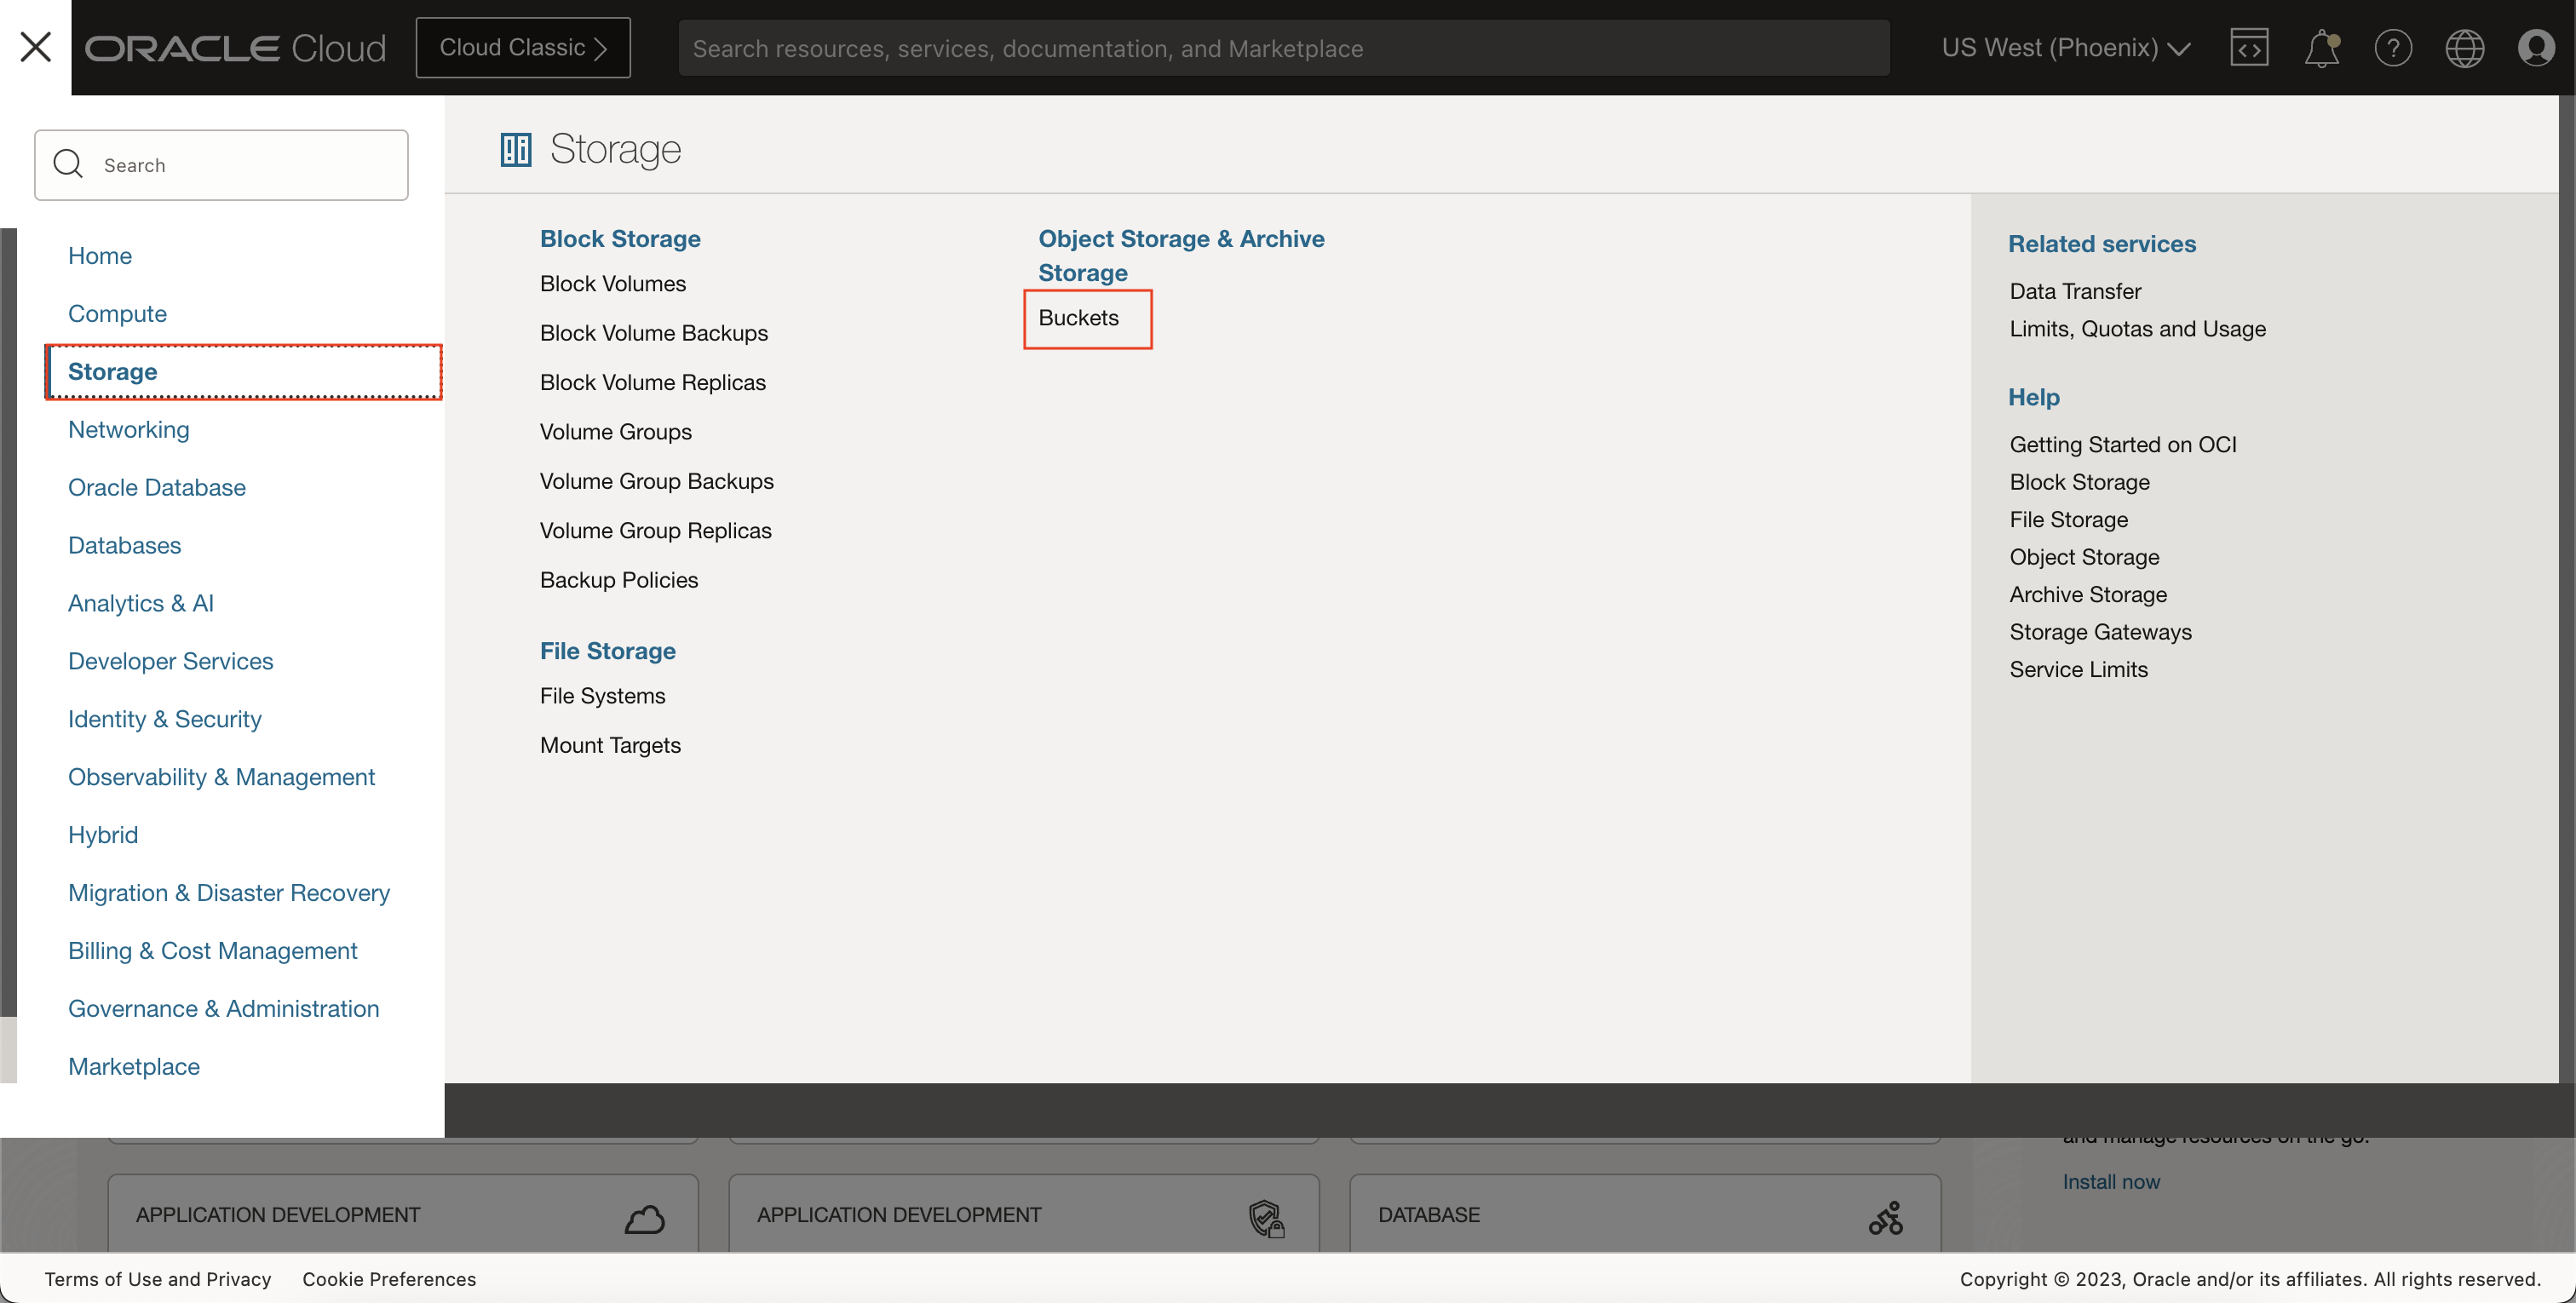 ORACLE Cloud
Cloud Classic
Search resources, services, documentation, and Marketplace
US West (Phoenix)
Search
Home
Compute
Storage
Networking
Oracle Database
Databases
Analytics & AI
Developer Services
Identity & Security
Observability & Management
Hybrid
Migration & Disaster Recovery
Billing & Cost Management
Governance & Administration
Marketplace
Storage
Block Storage
Block Volumes
Block Volume Backups
Block Volume Replicas
Volume Groups
Volume Group Backups
Volume Group Replicas
Backup Policies
File Storage
File Systems
Mount Targets
Object Storage & Archive
Storage
Buckets
Related services
Data Transfer
Limits, Quotas and Usage
Help
Getting Started on OCI
Block Storage
File Storage
Object Storage
Archive Storage
Storage Gateways
Service Limits
and manage resources on the go.
Install now
APPLICATION DEVELOPMENT
APPLICATION DEVELOPMENT
DATABASE
Terms of Use and Privacy
Cookie Preferences
Copyright © 2023, Oracle and/or its affiliates. All rights reserved.